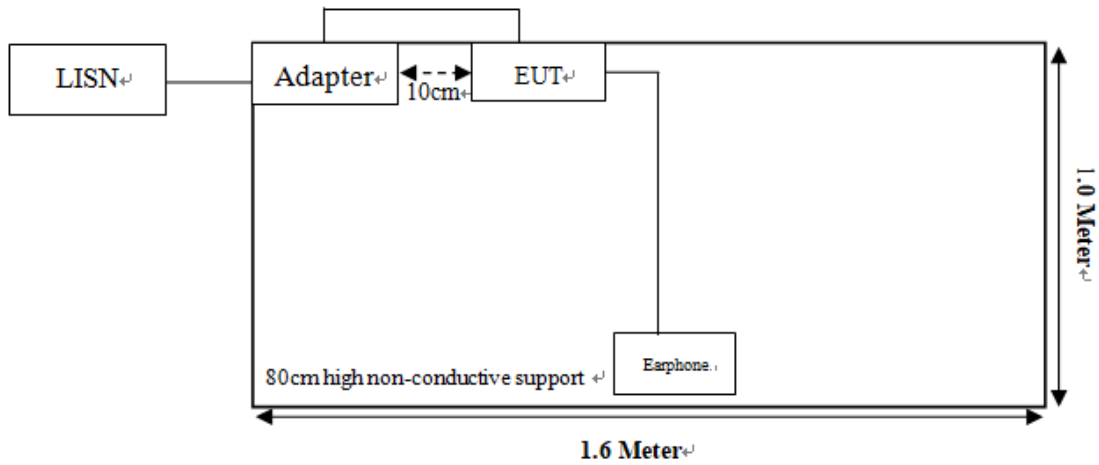 LISN↵
Adapter↵
EUT↵
10cm↵
1.0 Meter↵
Earphone.↓
80cm high non-conductive support ↵
1.6 Meter↵